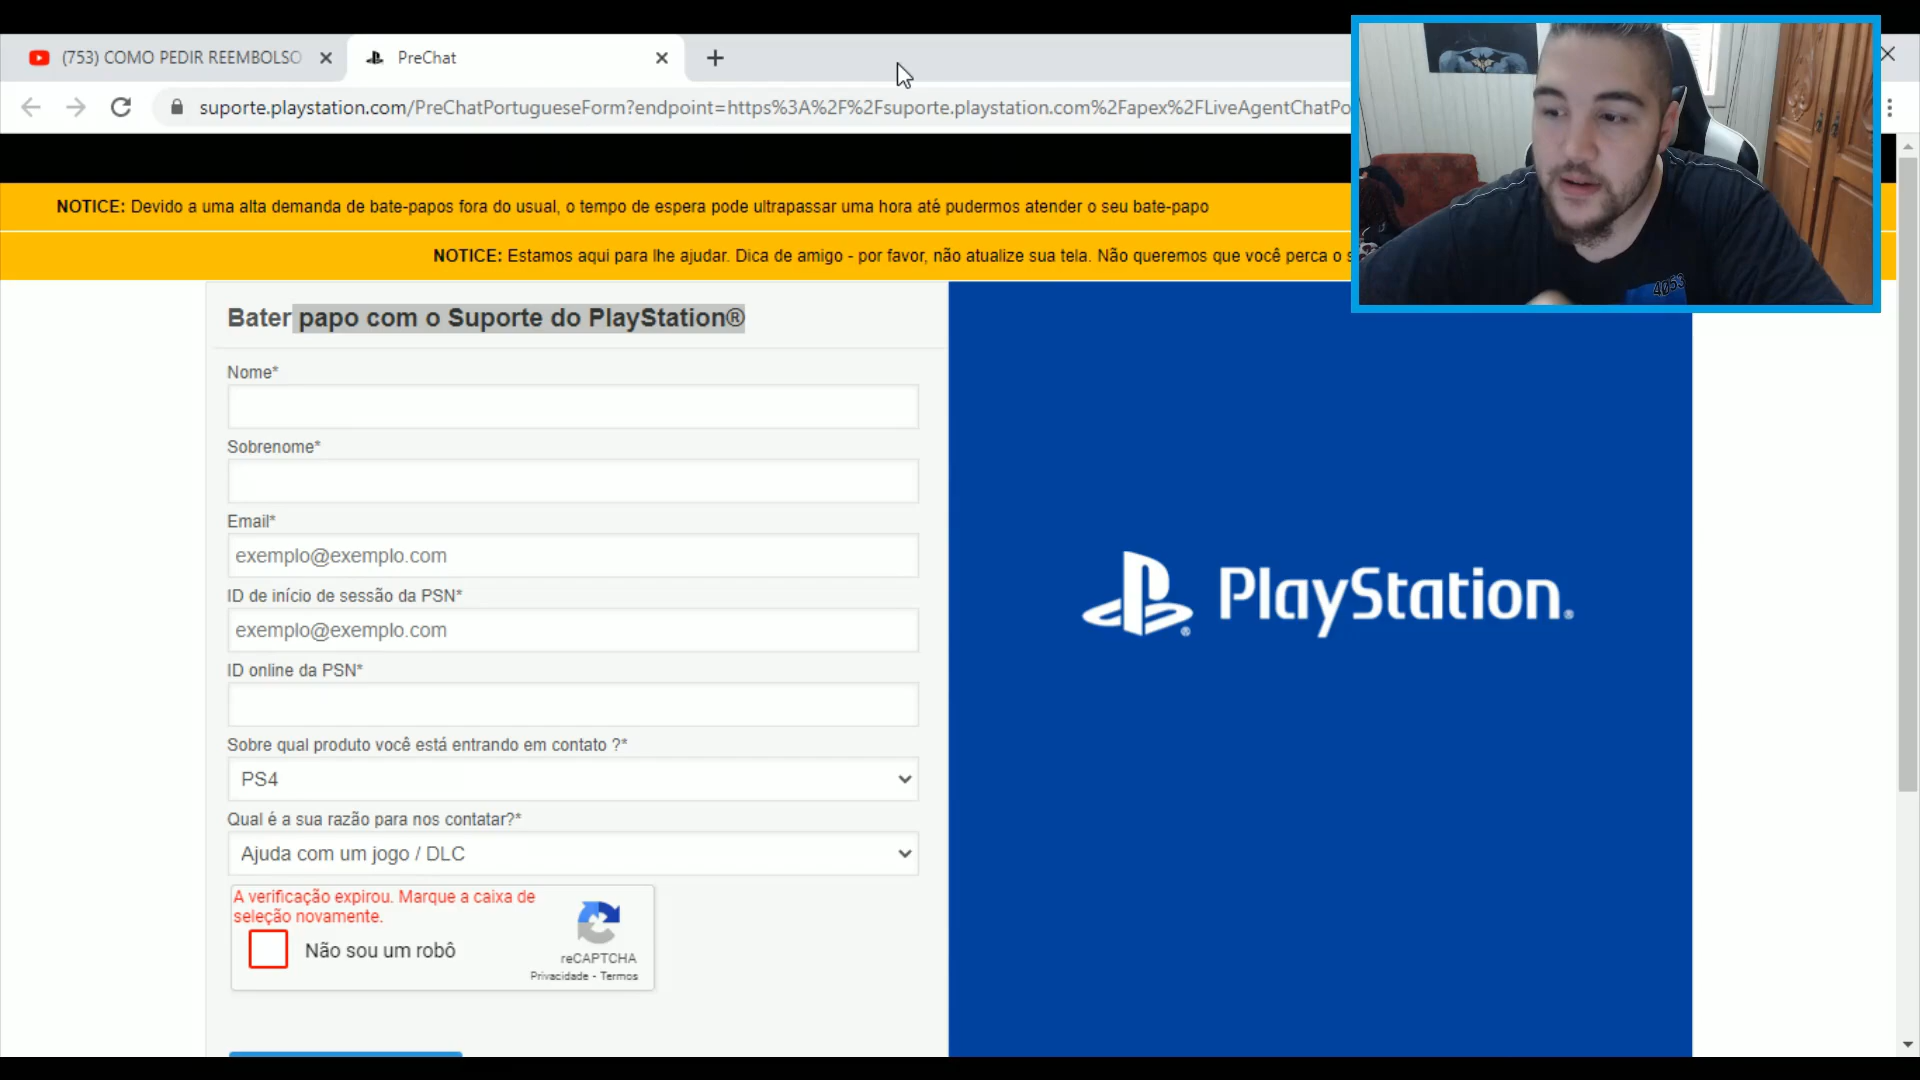 (753) COMO PEDIR REEMBOLSO
PreChat
suporte.playstation.com/PreChatPortugueseForm?endpoint=https%3A%2F%2Fsuporte.playstation.com%2Fapex%2FLiveAgentChatPo
NOTICE: Devido a uma alta demanda de bate-papos fora do usual, o tempo de espera pode ultrapassar uma hora até pudermos atender o seu bate-papo
NOTICE: Estamos aqui para lhe ajudar. Dica de amigo - por favor, não atualize sua tela. Não queremos que você perca o s
Bater papo com o Suporte do PlayStation®
Nome*
Sobrenome*
Email*
exemplo@exemplo.com
ID de início de sessão da PSN*
exemplo@exemplo.com
ID online da PSN*
Sobre qual produto você está entrando em contato ?*
PS4
Qual é a sua razão para nos contatar?*
Ajuda com um jogo / DLC
A verificação expirou. Marque a caixa de
seleção novamente.
Não sou um robô
reCAPTCHA
Privacidade - Termos
PlayStation®
4053